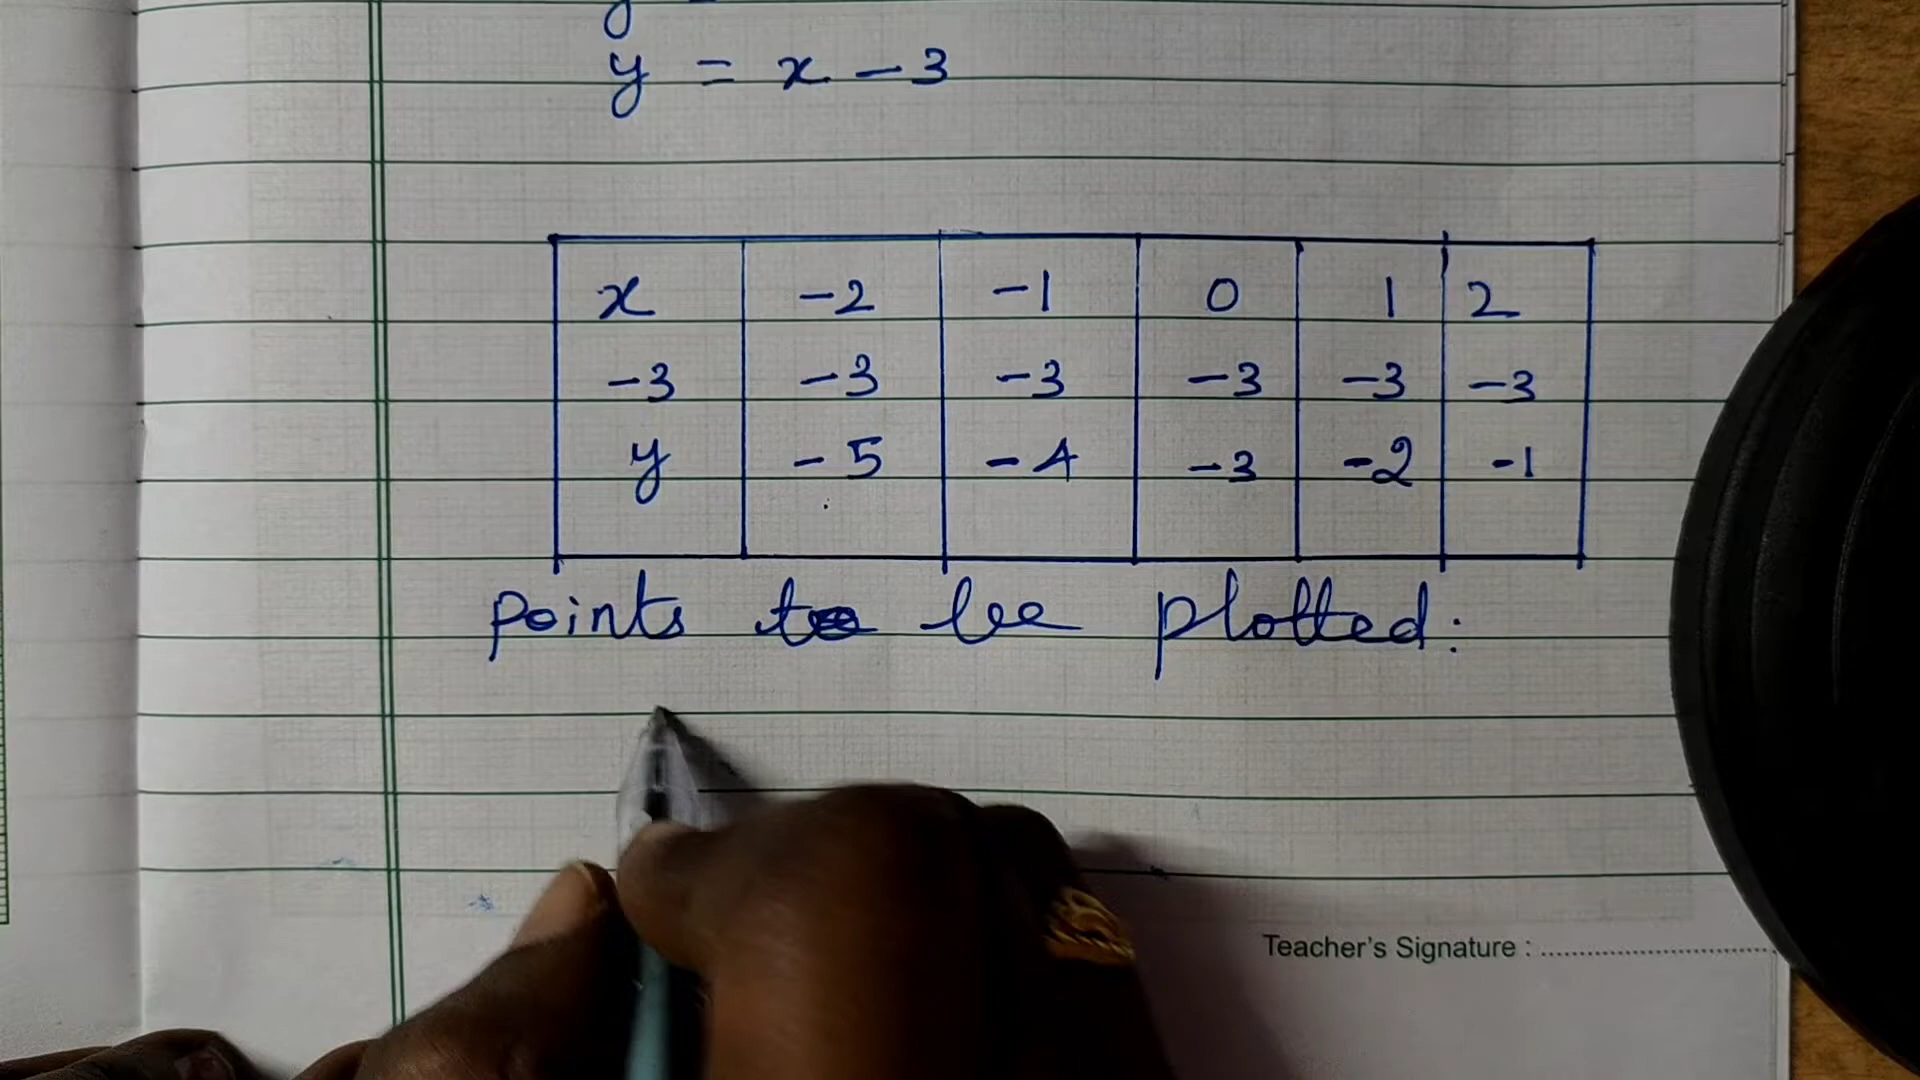 y = x - 3
x -2 -1 0 1 2
-3 -3 -3 -3 -3 -3
y -5 -4 -3 -2 -1
Points to be plotted:
Teacher's Signature : ........................................